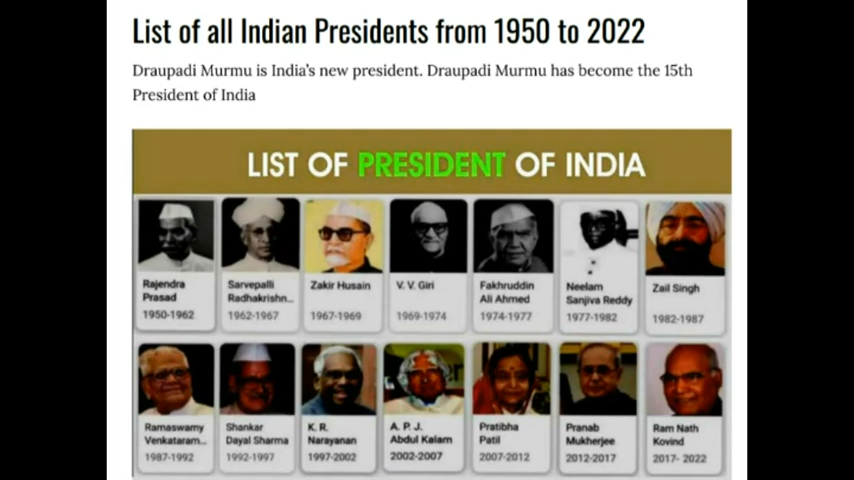 List of all Indian Presidents from 1950 to 2022
Draupadi Murmu is India's new president. Draupadi Murmu has become the 15th
President of India
LIST OF PRESIDENT OF INDIA
Rajendra
Prasad
1950-1962
Sarvepalli
Radhakrishn...
1962-1967
Zakir Husain
1967-1969
V. V. Giri
1969-1974
Fakhruddin
Ali Ahmed
1974-1977
Neelam
Sanjiva Reddy
1977-1982
Zail Singh
1982-1987
Ramaswamy
Venkataram...
1987-1992
Shankar
Dayal Sharma
1992-1997
K. R.
Narayanan
1997-2002
A. P. J.
Abdul Kalam
2002-2007
Pratibha
Patil
2007-2012
Pranab
Mukherjee
2012-2017
Ram Nath
Kovind
2017- 2022